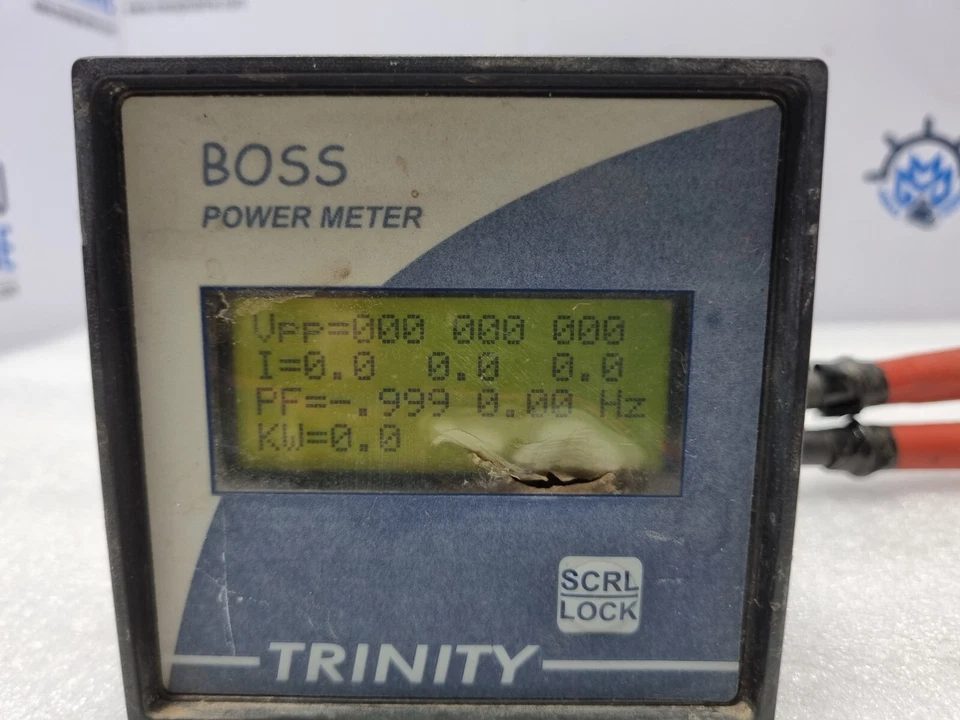 BOSS
POWER METER
Vpp=000 000 000
I=0.0 0.0 0.0
PF=-.999 0.00 Hz
KW=0.0
SCRL
LOCK
TRINITY